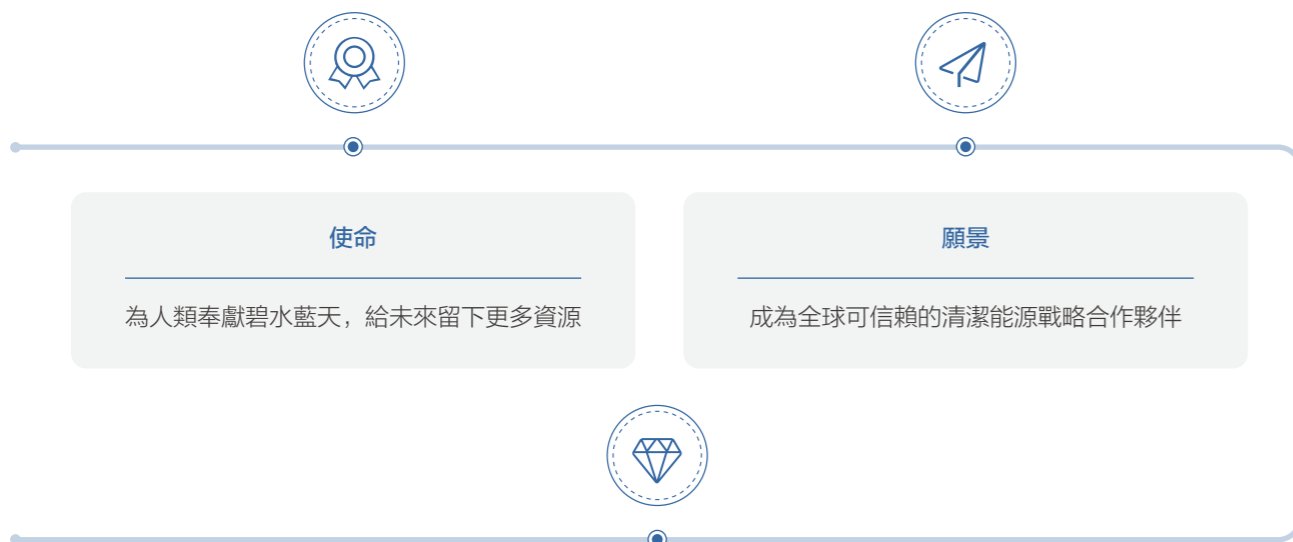 使命
為人類奉獻碧水藍天，給未來留下更多資源
願景
成為全球可信賴的清潔能源戰略合作夥伴